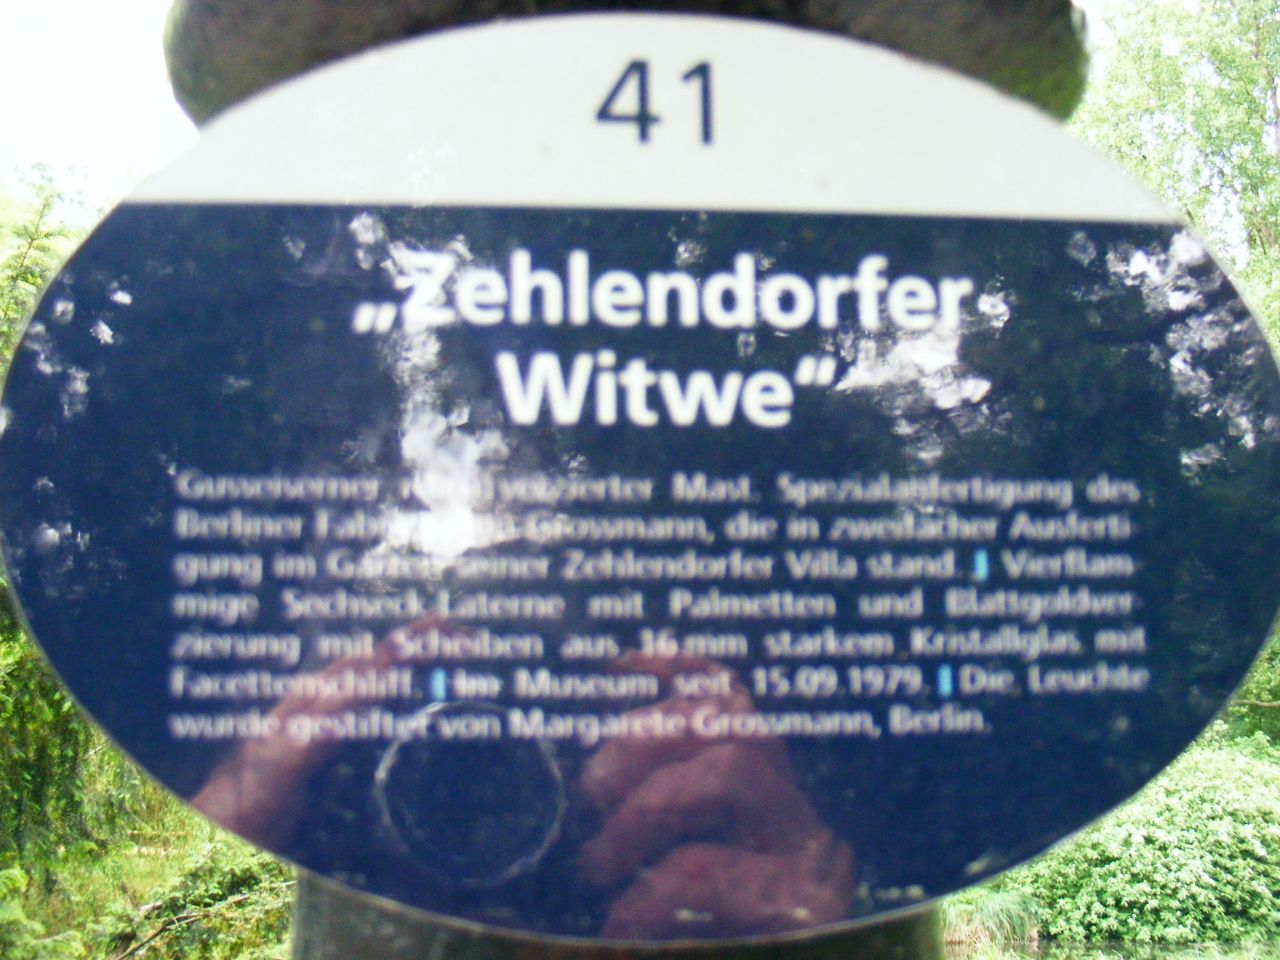 41
„Zehlendorfer
Witwe“
Gusseiserner Mast. Spezialanfertigung des
Berliner Grossmann, die in zweifacher Ausferti-
gung im Garten seiner Zehlendorfer Villa stand. | Vierflam-
mige Sechseck-Laterne mit Palmetten und Blattgoldver-
zierung mit Scheiben aus 16 mm starkem Kristallglas mit
Facettenschliff. | Im Museum seit 15.09.1979. | Die Leuchte
wurde gestiftet von Margarete Grossmann, Berlin.